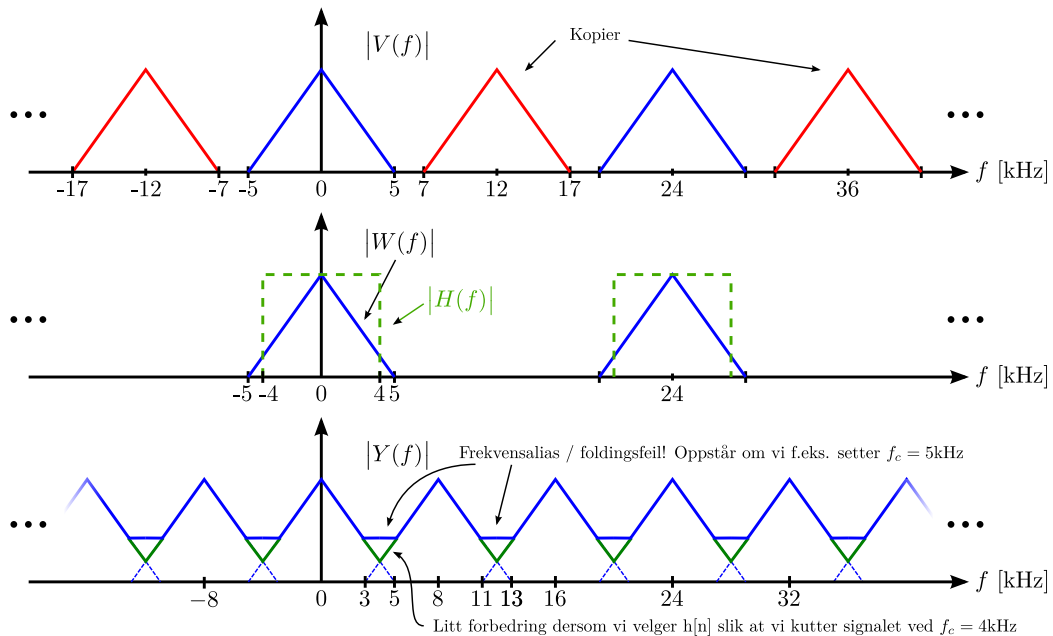 |V(f)|
Kopier
-17 -12 -7 -5 0 5 7 12 17 24 36 f [kHz]
|W(f)|
|H(f)|
-5 -4 0 4 5 24 f [kHz]
|Y(f)|
Frekvensalias / foldingsfeil! Oppstår om vi f.eks. setter f_c = 5kHz
−8 0 3 5 8 11 13 16 24 32 f [kHz]
Litt forbedring dersom vi velger h[n] slik at vi kutter signalet ved f_c = 4kHz